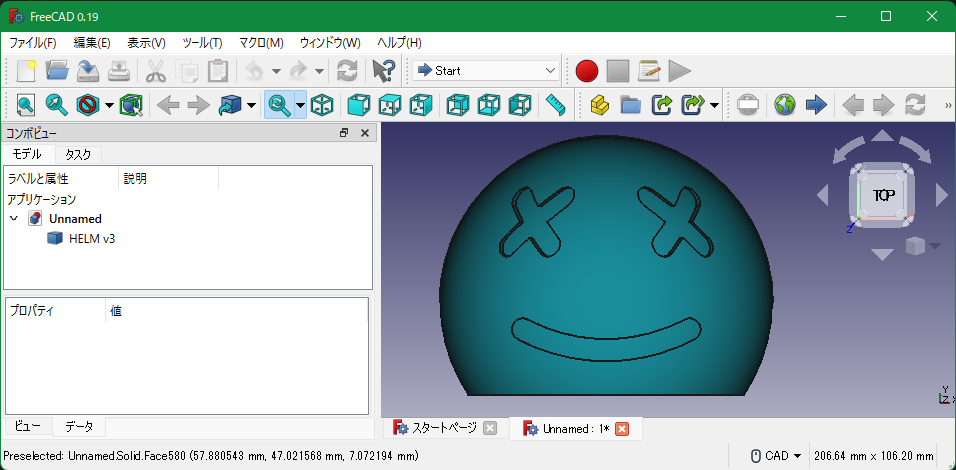 FreeCAD 0.19
ファイル(F) 編集(E) 表示(V) ツール(T) マクロ(M) ウィンドウ(W) ヘルプ(H)
Start
»
コンボビュー
モデル タスク
ラベルと属性 説明
アプリケーション
Unnamed
HELM v3
プロパティ 値
ビュー データ
TOP
Z
Y
Z X
スタートページ Unnamed : 1*
Preselected: Unnamed.Solid.Face580 (57.880543 mm, 47.021568 mm, 7.072194 mm) CAD 206.64 mm x 106.20 mm